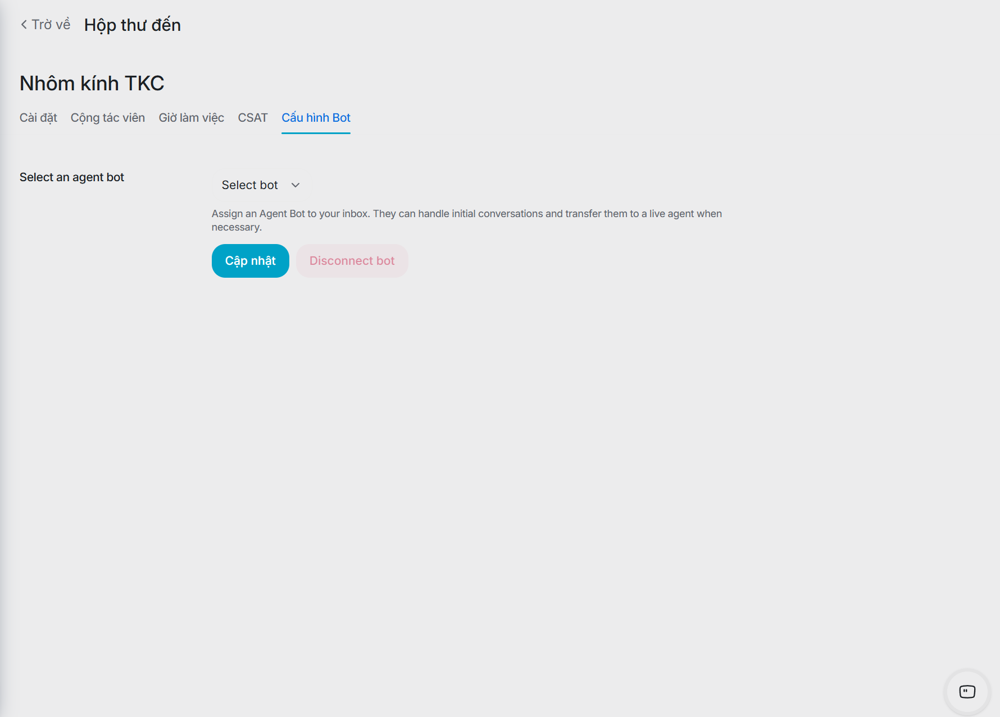 Trờ về Hộp thư đến
Nhôm kính TKC
Cài đặt Cộng tác viên Giờ làm việc CSAT Cấu hình Bot
Select an agent bot
Select bot
Assign an Agent Bot to your inbox. They can handle initial conversations and transfer them to a live agent when
necessary.
Cập nhật Disconnect bot